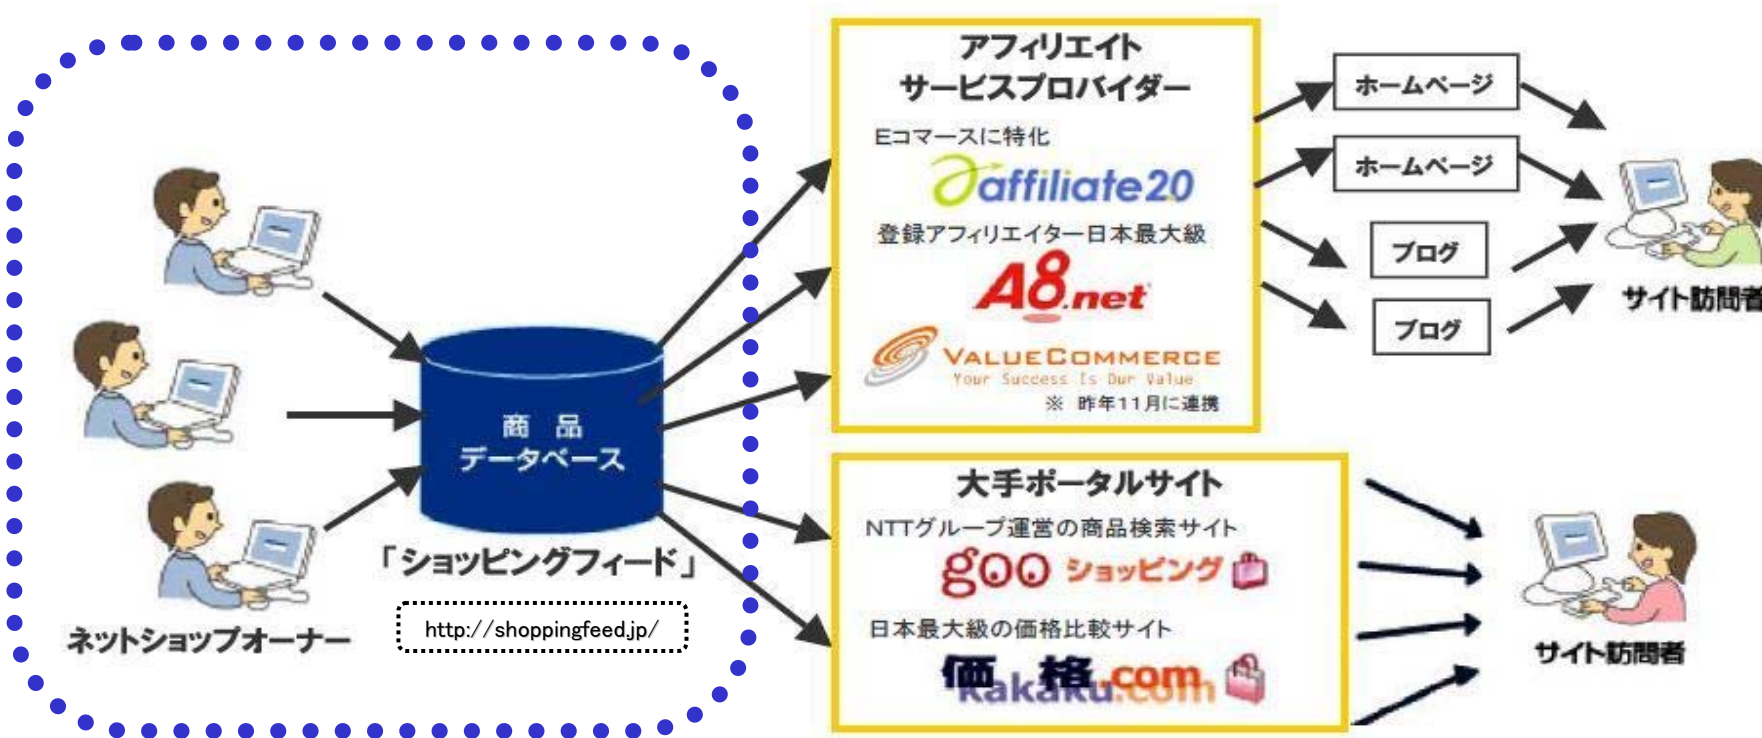 アフィリエイト
サービスプロバイダー
Eコマースに特化
affiliate2.0
登録アフィリエイター日本最大級
A8.net
VALUECOMMERCE
Your Success Is Our Value
※ 昨年11月に連携
ホームページ
ホームページ
ブログ
ブログ
サイト訪問者
商 品
データベース
「ショッピングフィード」
http://shoppingfeed.jp/
ネットショップオーナー
大手ポータルサイト
NTTグループ運営の商品検索サイト
goo ショッピング
日本最大級の価格比較サイト
価格.com
kakaku.com
サイト訪問者